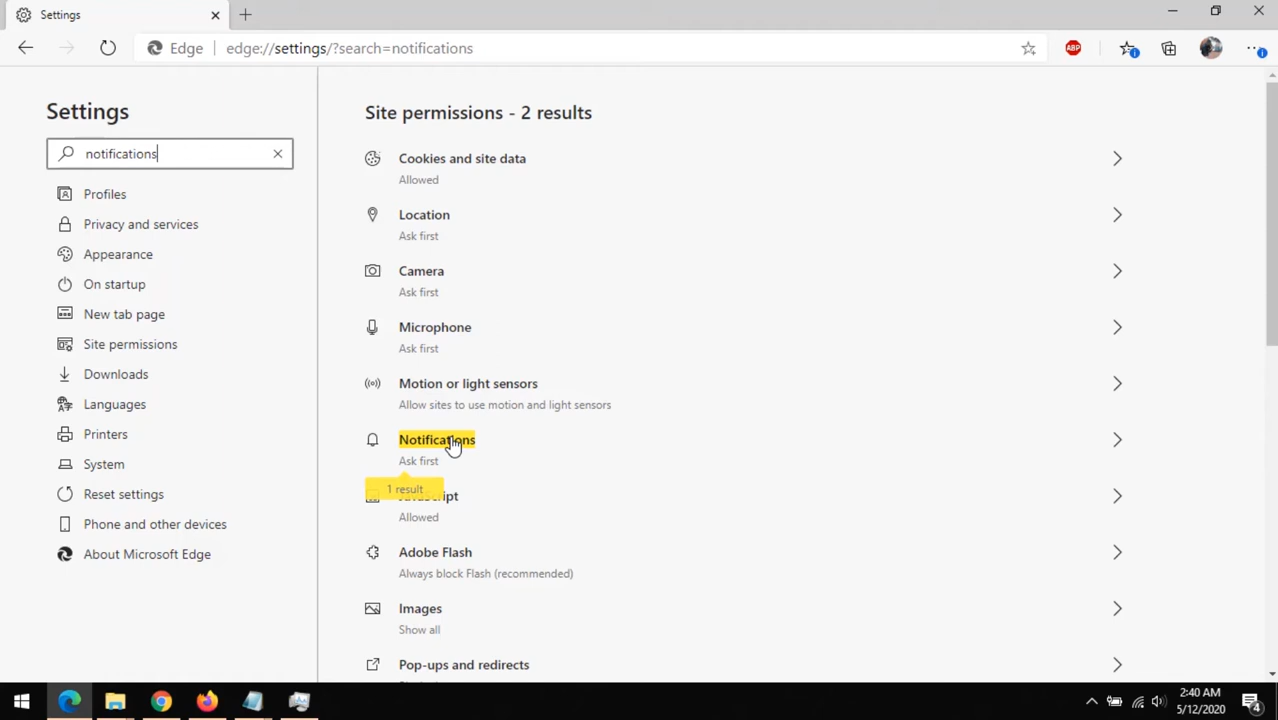 Settings
Edge
edge://settings/?search=notifications
ABP
Settings
notifications
Profiles
Privacy and services
Appearance
On startup
New tab page
Site permissions
Downloads
Languages
Printers
System
Reset settings
Phone and other devices
About Microsoft Edge
Site permissions - 2 results
Cookies and site data
Allowed
Location
Ask first
Camera
Ask first
Microphone
Ask first
Motion or light sensors
Allow sites to use motion and light sensors
Notifications
Ask first
1 result
JavaScript
Allowed
Adobe Flash
Always block Flash (recommended)
Images
Show all
Pop-ups and redirects
2:40 AM
5/12/2020
4